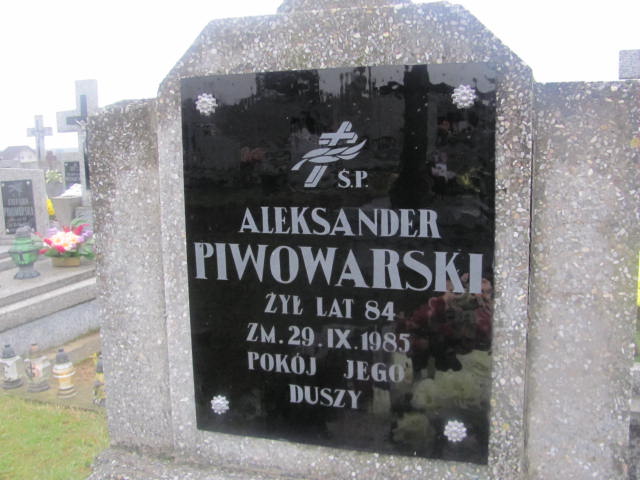 Ś.P.
ALEKSANDER
PIWOWARSKI
ŻYŁ LAT 84
ZM. 29.IX.1985
POKÓJ JEGO
DUSZY